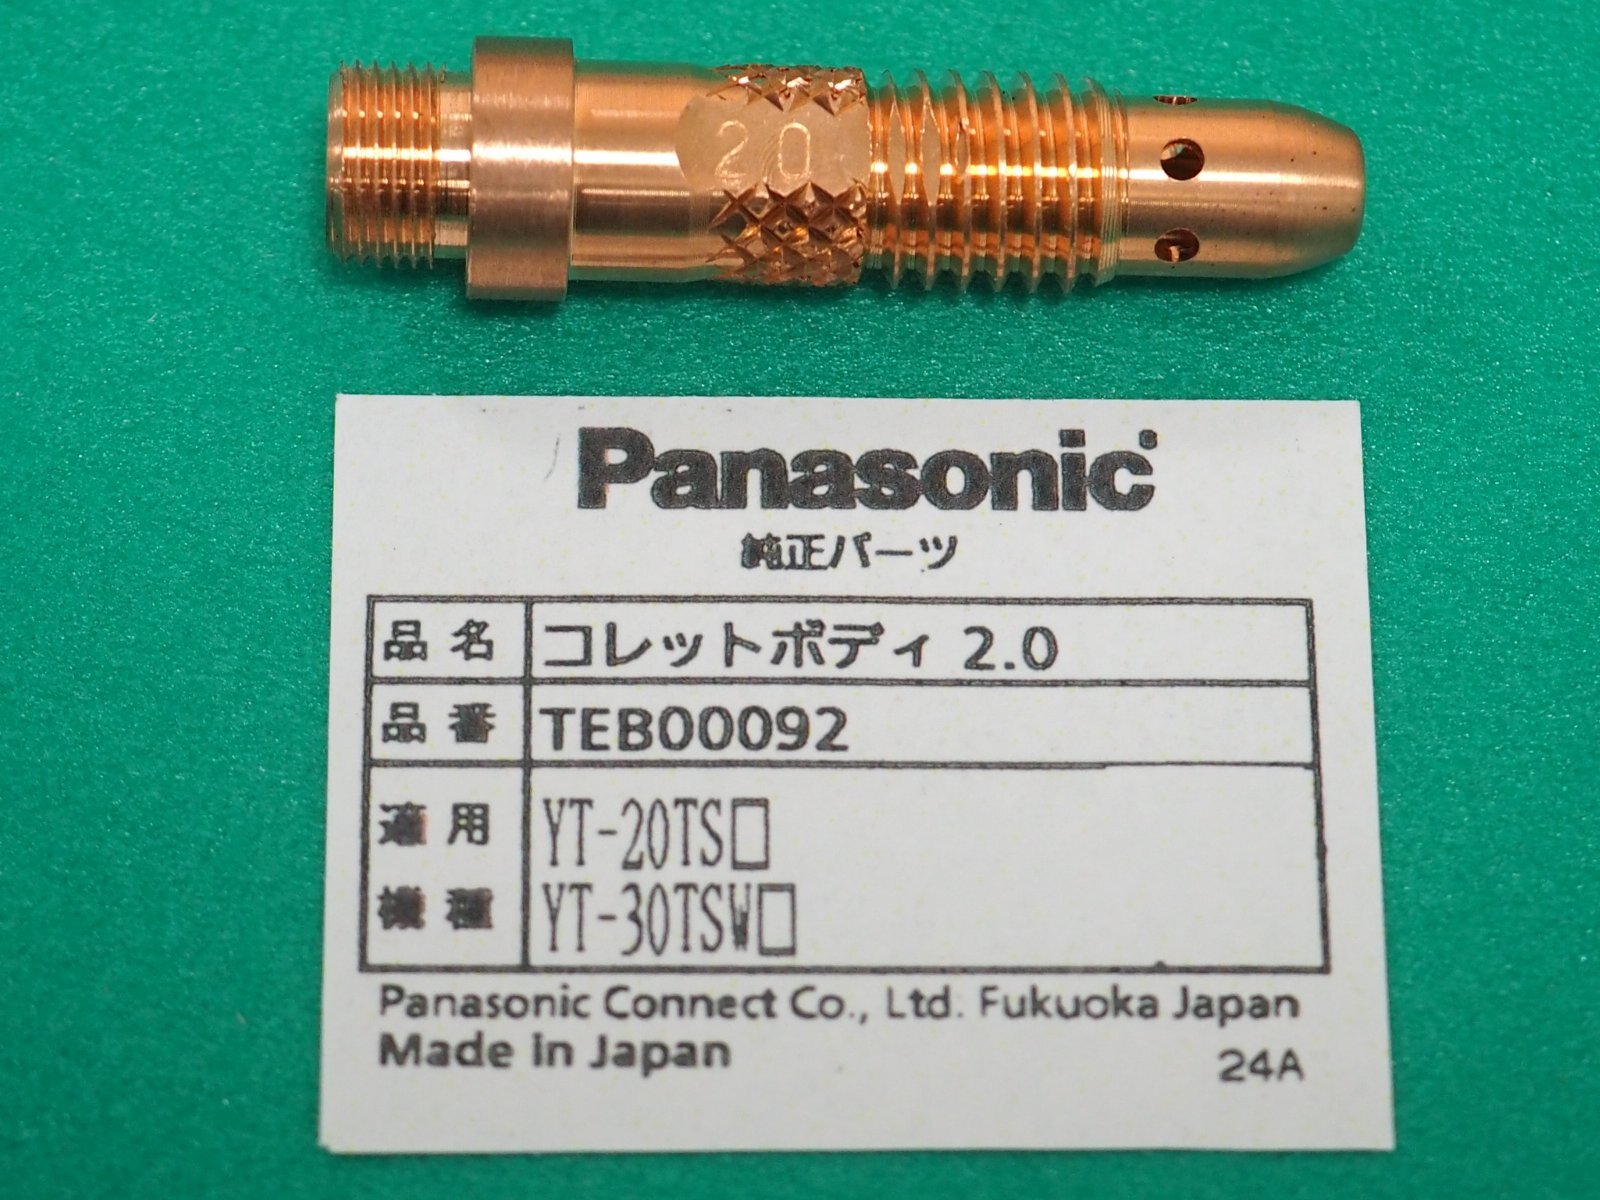 20
Panasonic
純正パーツ
品名 コレットボディ 2.0
品番 TEB00092
適用 YT-20TS□
機種 YT-30TSW□
Panasonic Connect Co., Ltd. Fukuoka Japan
Made in Japan
24A